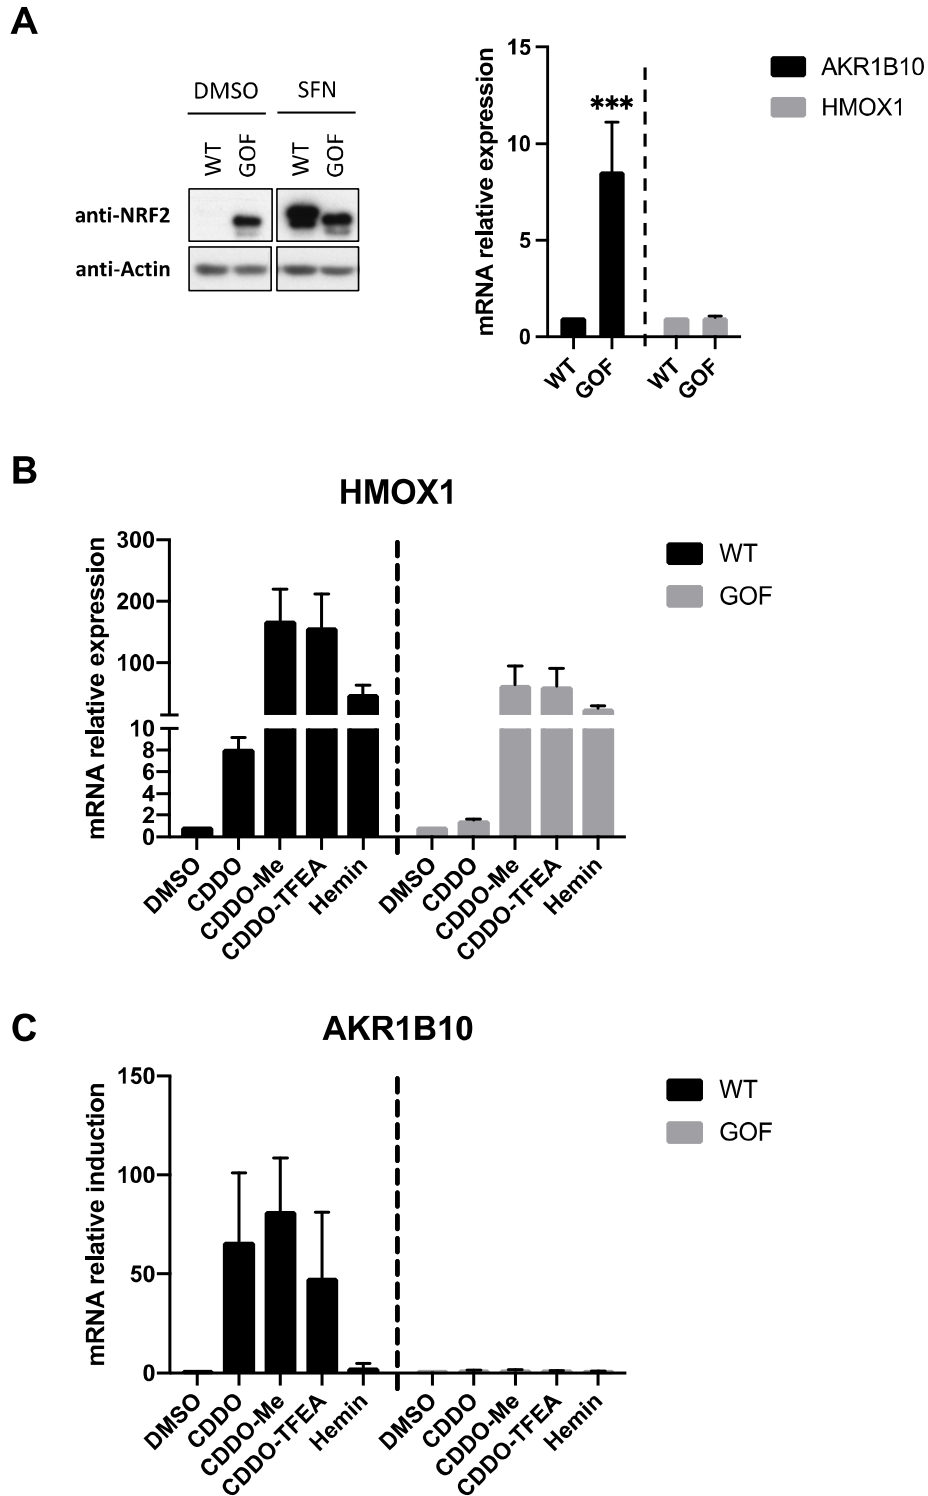 A
DMSO SFN
WT GOF WT GOF
anti-NRF2
anti-Actin
mRNA relative expression
15
10
5
0
***
WT GOF WT GOF
AKR1B10
HMOX1
B
HMOX1
mRNA relative expression
300
200
100
10
8
6
4
2
0
DMSO CDDO CDDO-Me CDDO-TFEA Hemin DMSO CDDO CDDO-Me CDDO-TFEA Hemin
WT
GOF
C
AKR1B10
mRNA relative induction
150
100
50
0
DMSO CDDO CDDO-Me CDDO-TFEA Hemin DMSO CDDO CDDO-Me CDDO-TFEA Hemin
WT
GOF